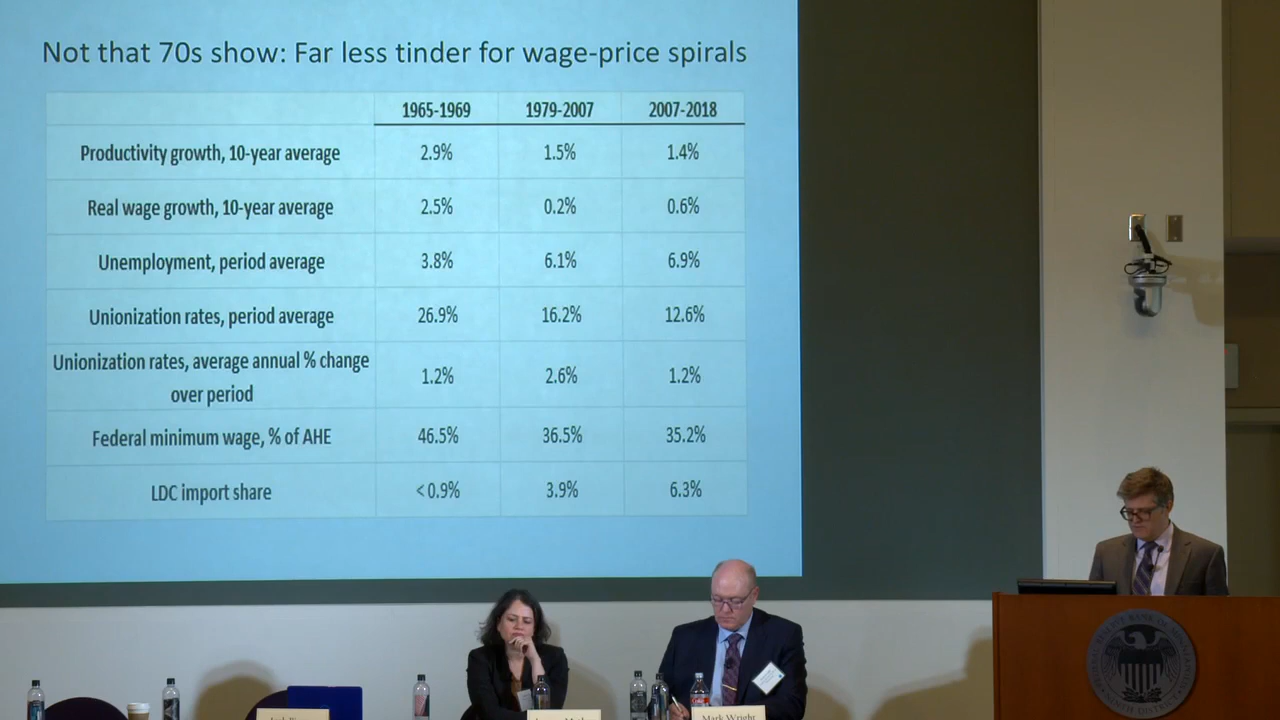 Not that 70s show: Far less tinder for wage-price spirals
1965-1969 1979-2007 2007-2018
Productivity growth, 10-year average 2.9% 1.5% 1.4%
Real wage growth, 10-year average 2.5% 0.2% 0.6%
Unemployment, period average 3.8% 6.1% 6.9%
Unionization rates, period average 26.9% 16.2% 12.6%
Unionization rates, average annual % change
over period 1.2% 2.6% 1.2%
Federal minimum wage, % of AHE 46.5% 36.5% 35.2%
LDC import share <0.9% 3.9% 6.3%
Mark Wright